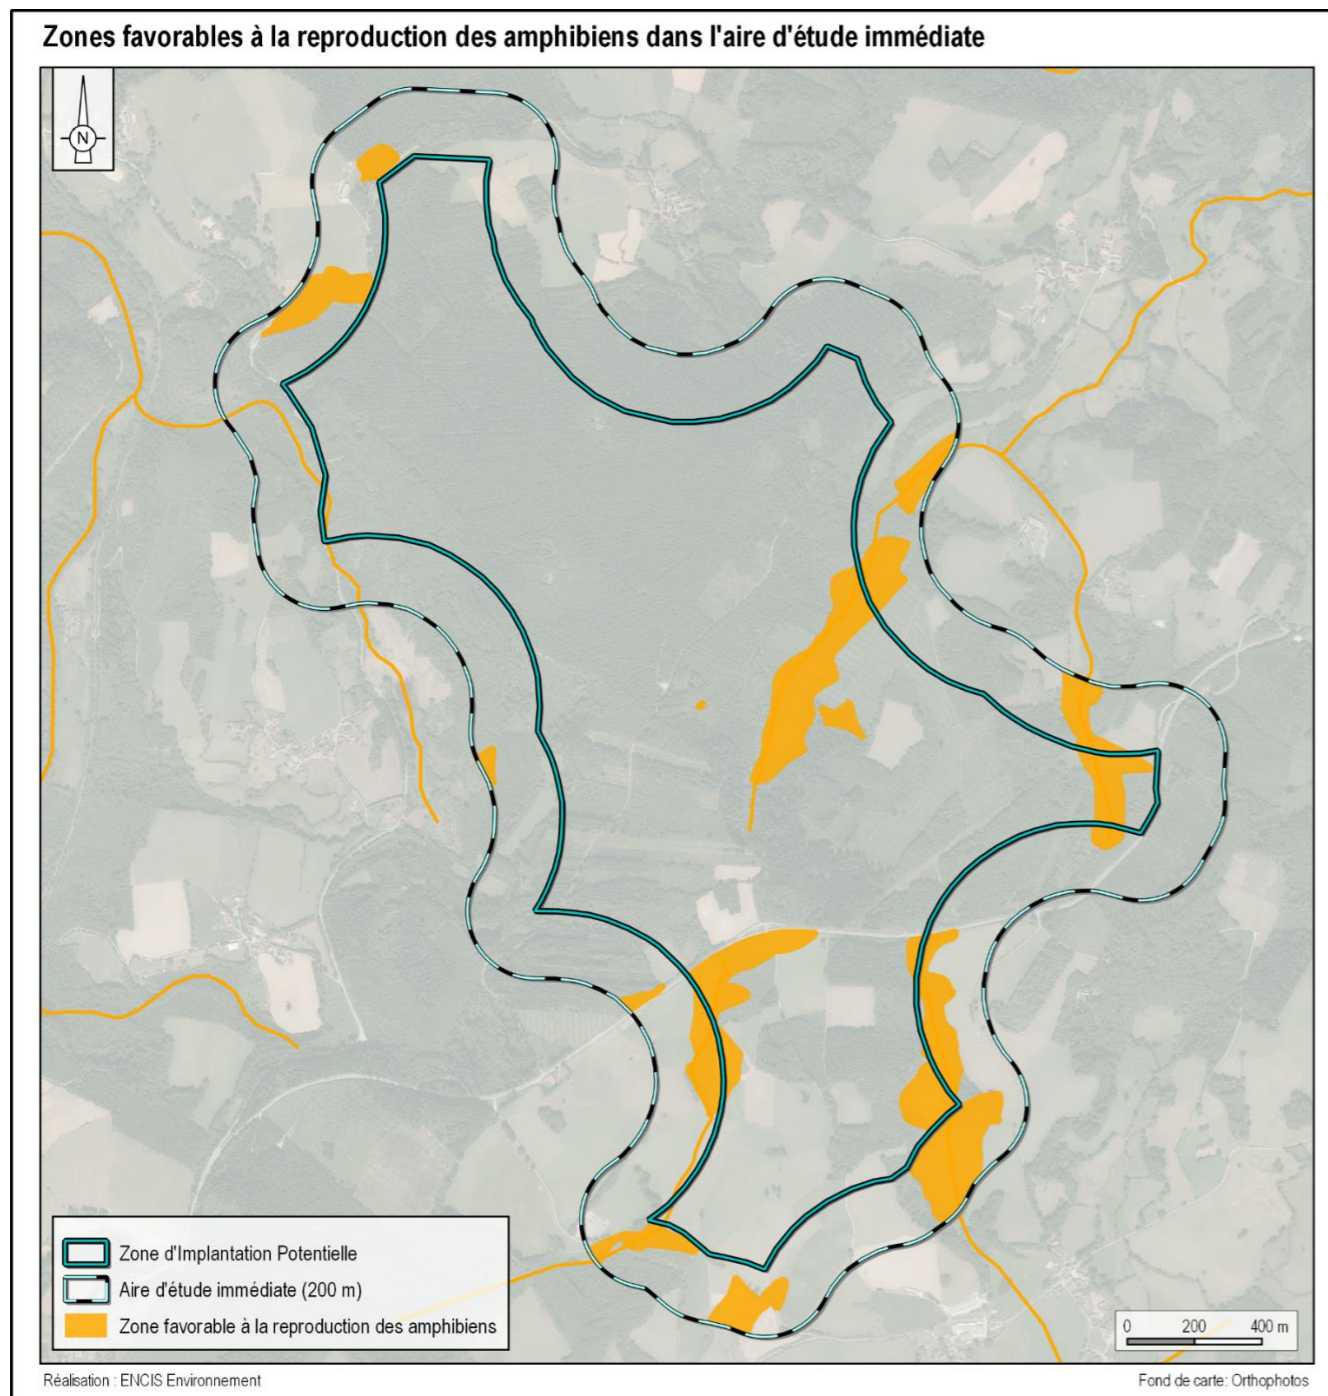 Zones favorables à la reproduction des amphibiens dans l'aire d'étude immédiate
N
Zone d'Implantation Potentielle
Aire d'étude immédiate (200 m)
Zone favorable à la reproduction des amphibiens
0 200 400 m
Réalisation : ENCIS Environnement
Fond de carte: Orthophotos